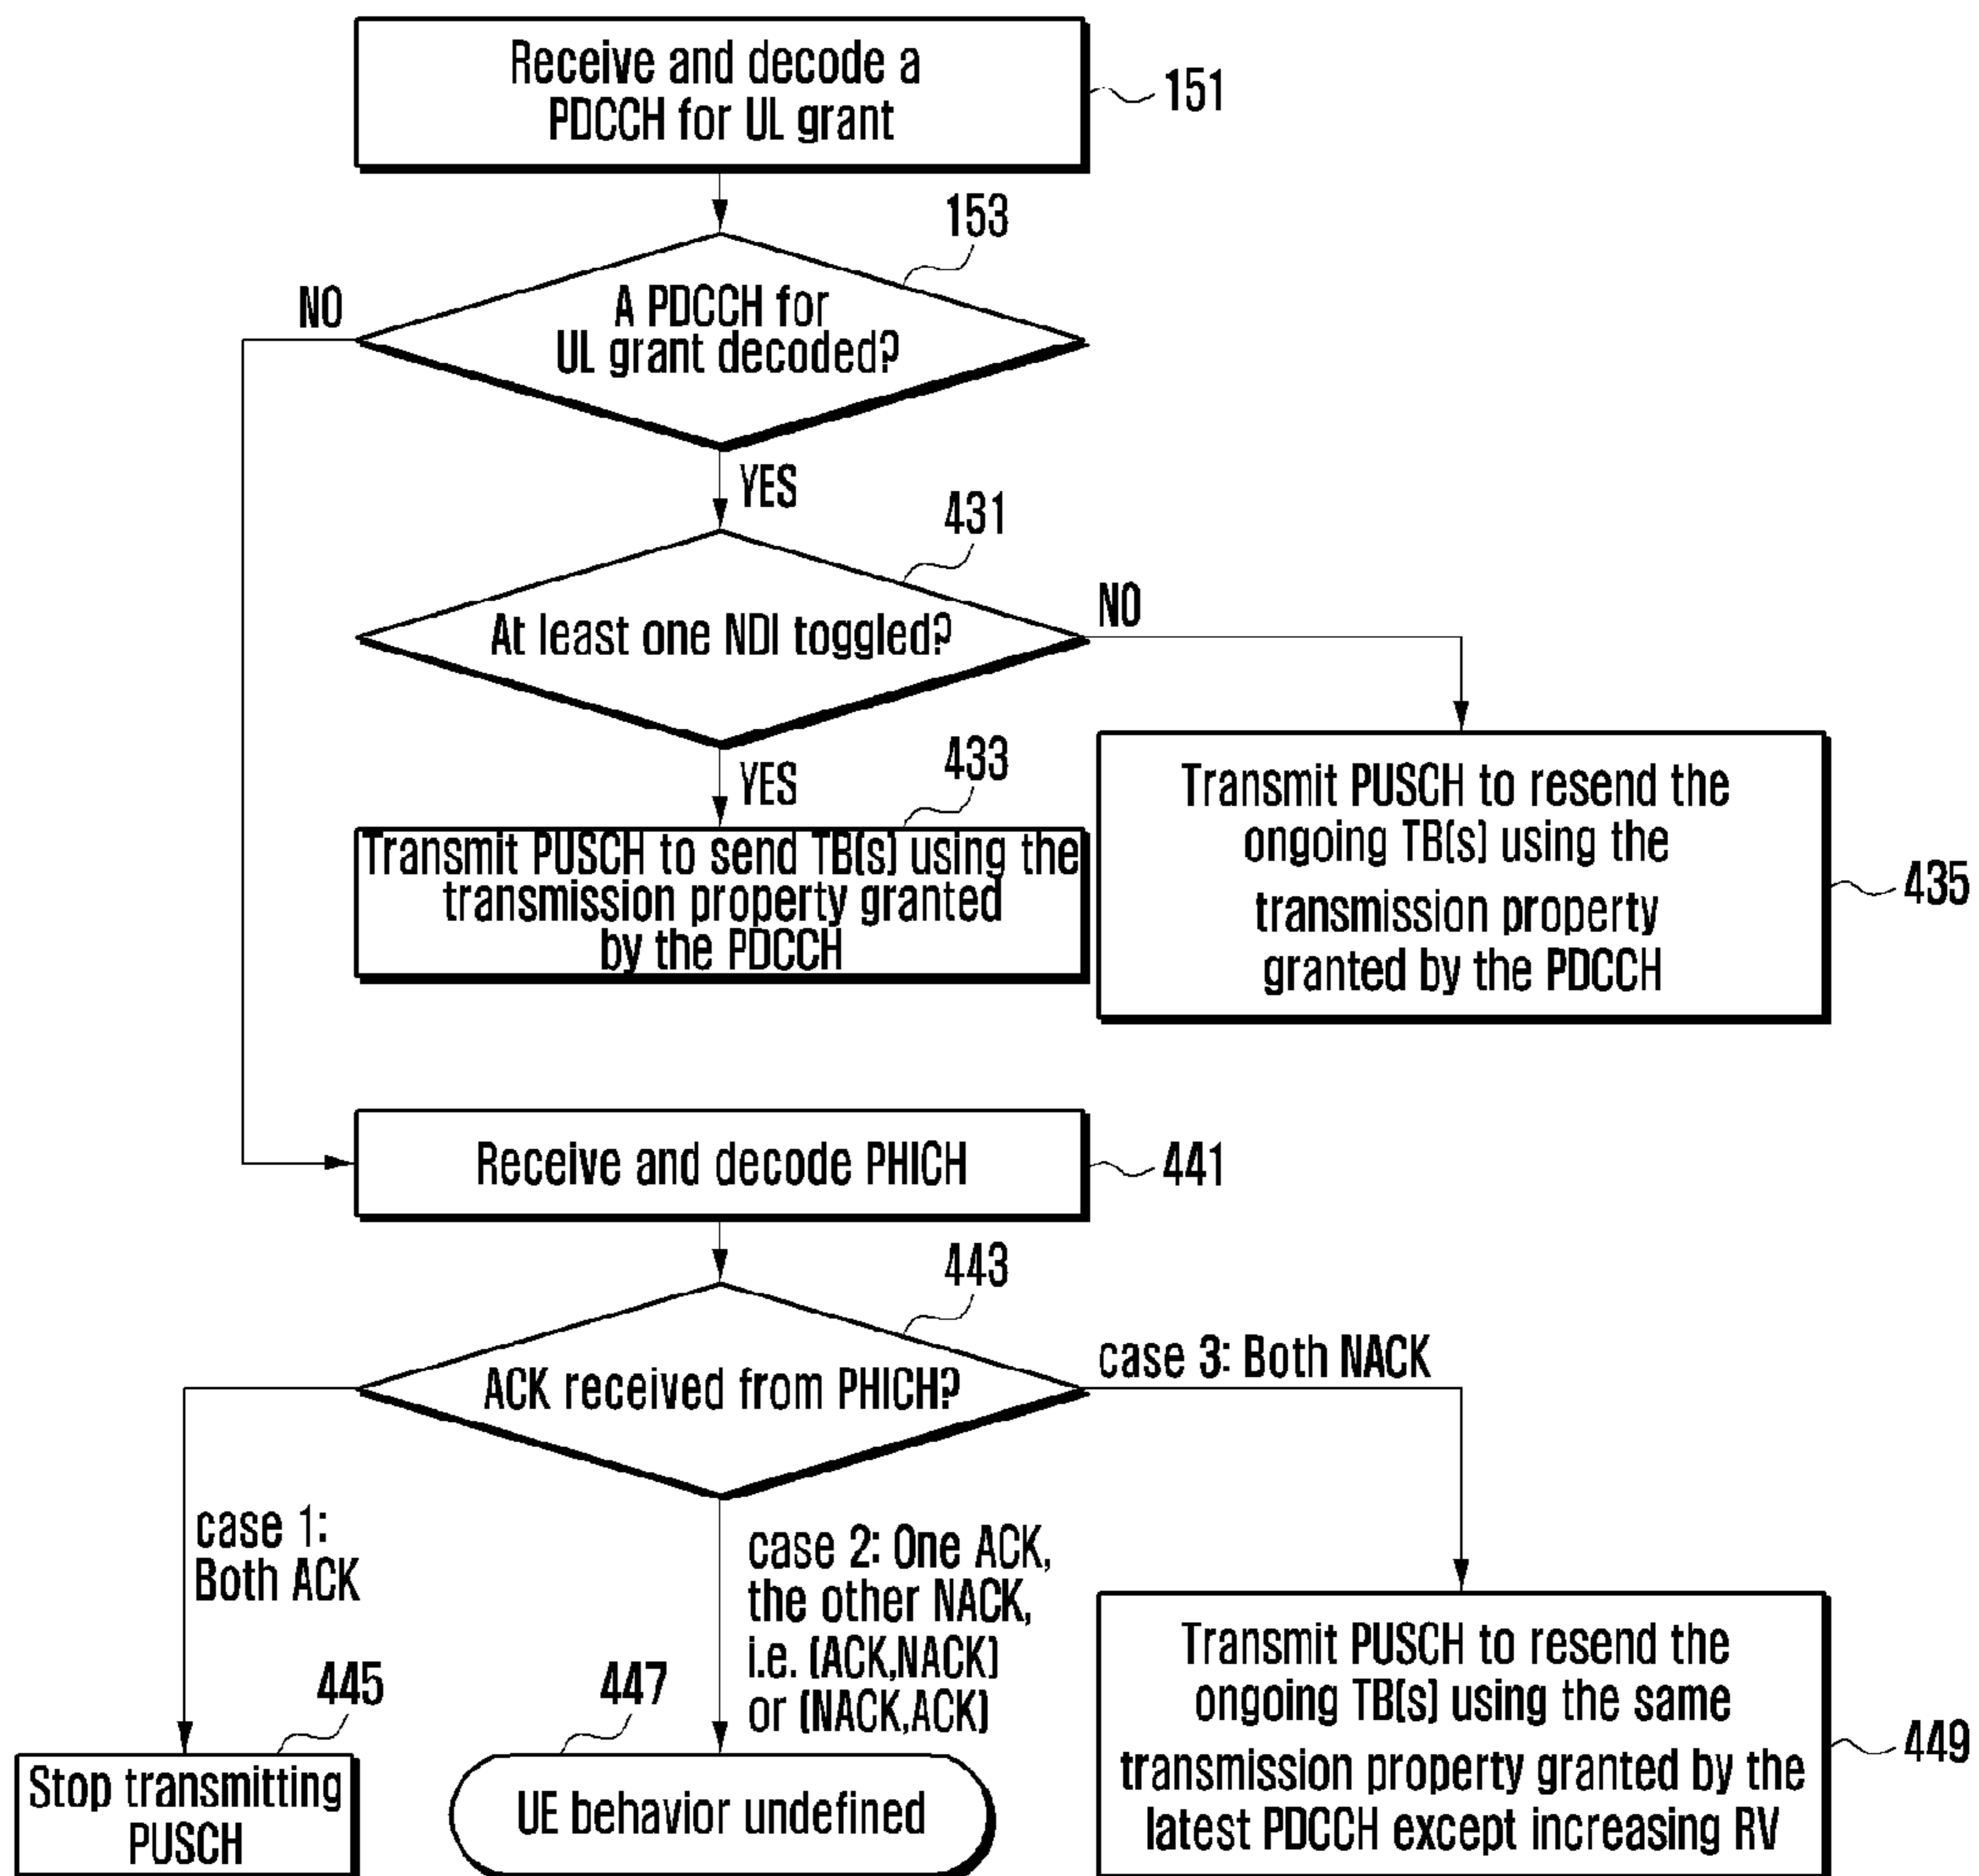 Receive and decode a
PDCCH for UL grant
151
153
NO
A PDCCH for
UL grant decoded?
YES
431
NO
At least one NDI toggled?
YES
433
Transmit PUSCH to send TB(s) using the
transmission property granted
by the PDCCH
Transmit PUSCH to resend the
ongoing TB(s) using the
transmission property
granted by the PDCCH
435
Receive and decode PHICH
441
443
ACK received from PHICH?
case 3: Both NACK
case 1:
Both ACK
case 2: One ACK,
the other NACK,
i.e. (ACK,NACK)
or (NACK,ACK)
445
447
Stop transmitting
PUSCH
UE behavior undefined
Transmit PUSCH to resend the
ongoing TB(s) using the same
transmission property granted by the
latest PDCCH except increasing RV
449